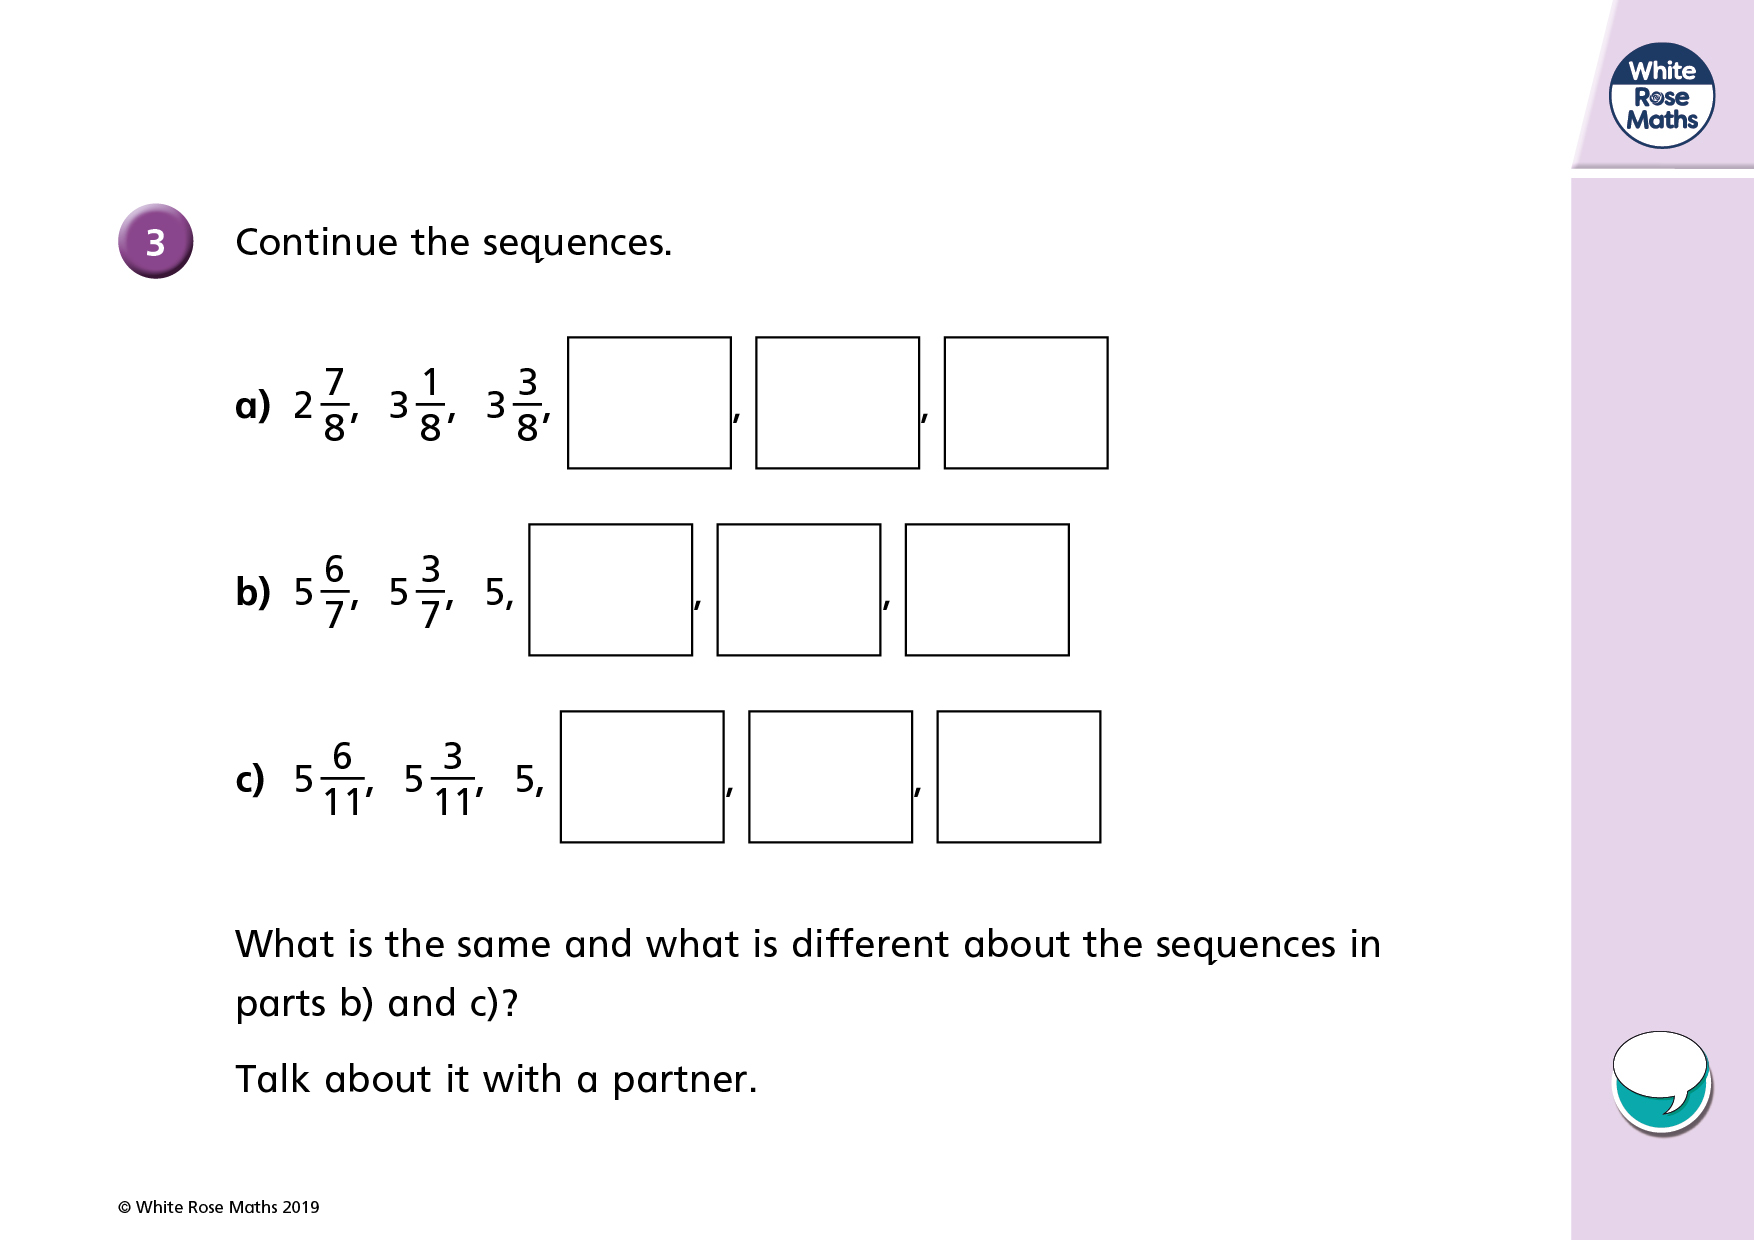 White
Rose
Maths
3 Continue the sequences.
a) 2 7/8, 3 1/8, 3 3/8, , ,
b) 5 6/7, 5 3/7, 5, , ,
c) 5 6/11, 5 3/11, 5, , ,
What is the same and what is different about the sequences in
parts b) and c)?
Talk about it with a partner.
© White Rose Maths 2019